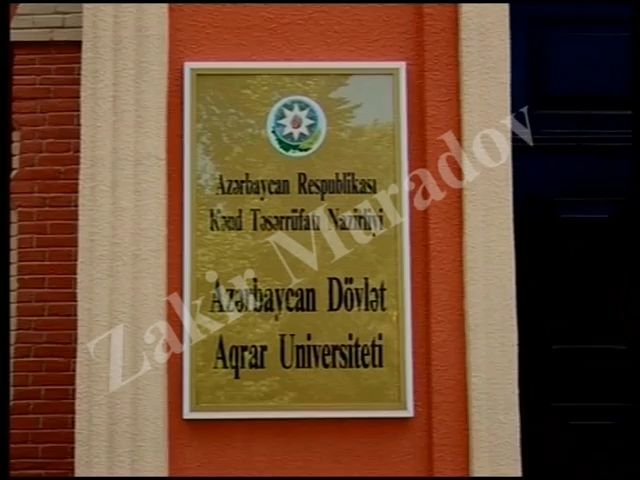 Azərbaycan Respublikası
Kənd Təsərrüfatı Nazirliyi
Azərbaycan Dövlət
Aqrar Universiteti
Zakir Muradov